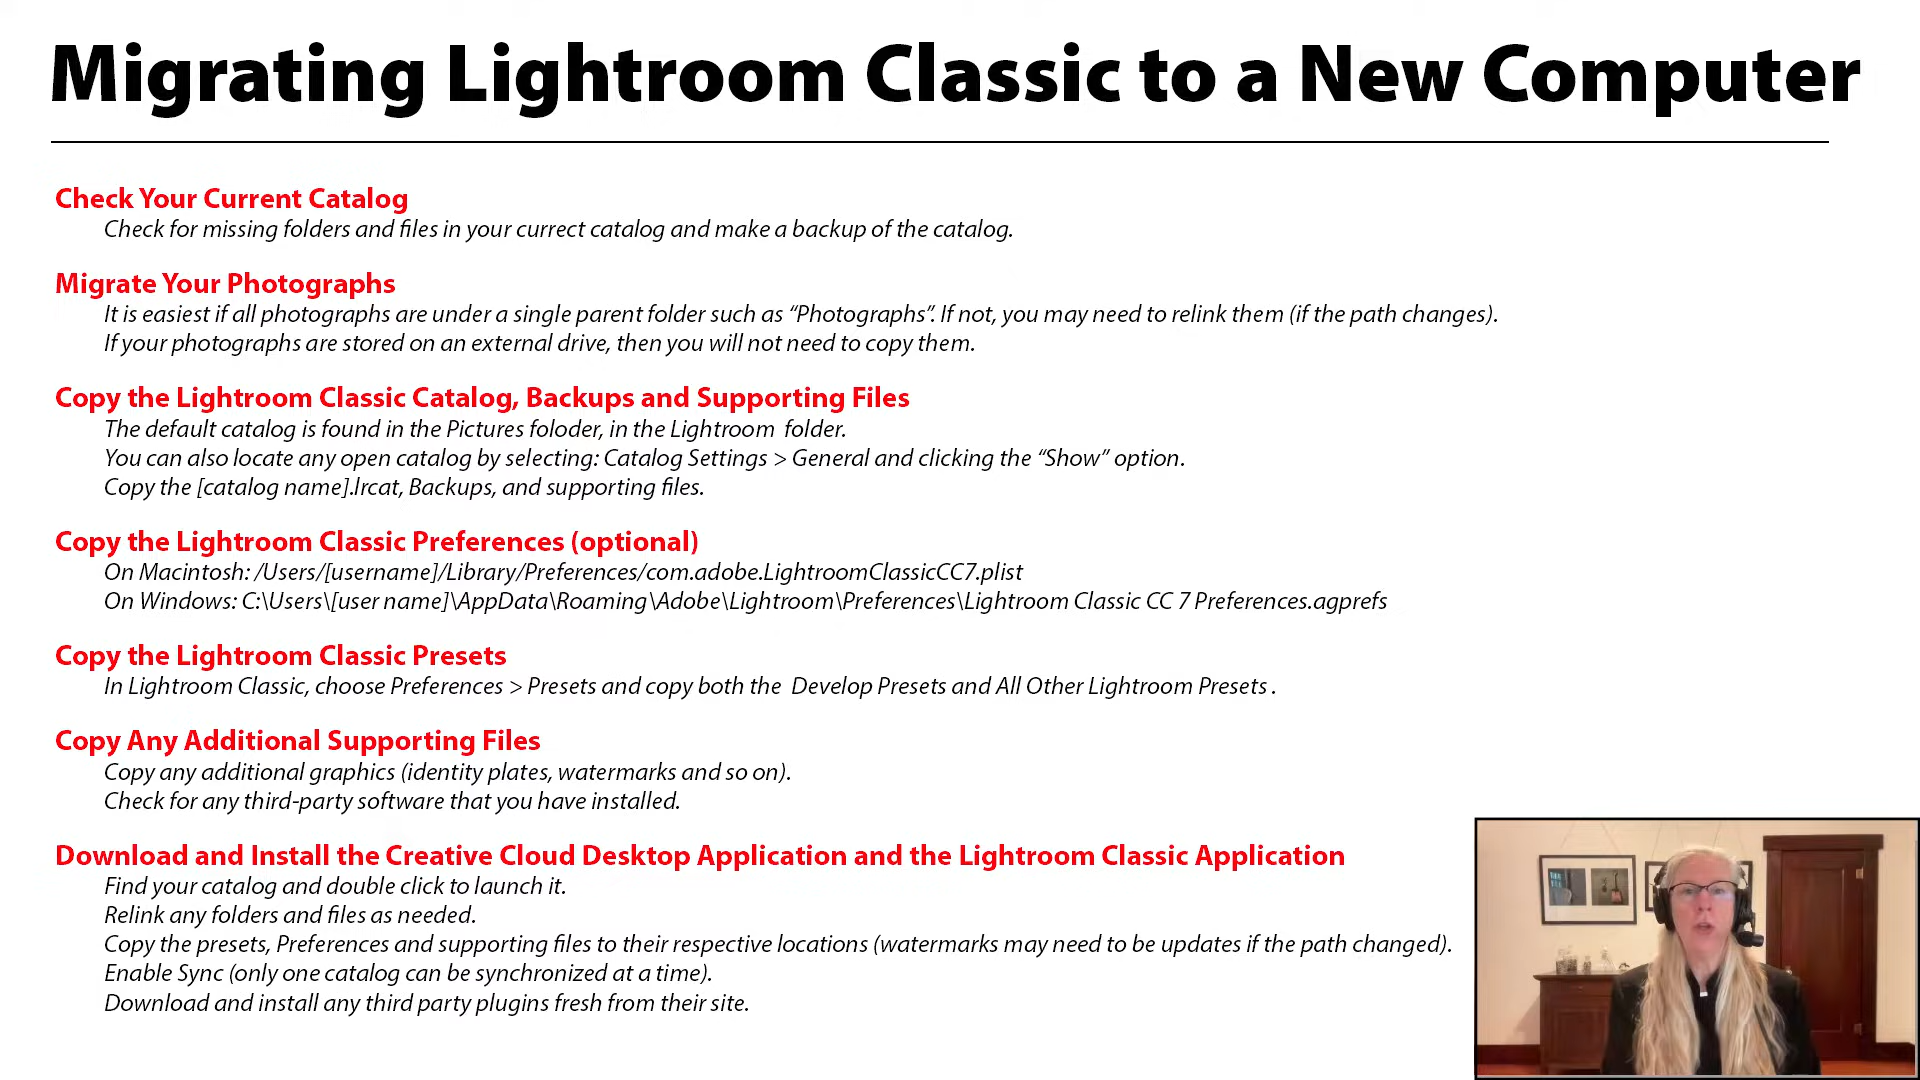 Migrating Lightroom Classic to a New Computer
Check Your Current Catalog
Check for missing folders and files in your currect catalog and make a backup of the catalog.
Migrate Your Photographs
It is easiest if all photographs are under a single parent folder such as “Photographs”. If not, you may need to relink them (if the path changes).
If your photographs are stored on an external drive, then you will not need to copy them.
Copy the Lightroom Classic Catalog, Backups and Supporting Files
The default catalog is found in the Pictures foloder, in the Lightroom folder.
You can also locate any open catalog by selecting: Catalog Settings > General and clicking the “Show” option.
Copy the [catalog name].lrcat, Backups, and supporting files.
Copy the Lightroom Classic Preferences (optional)
On Macintosh: /Users/[username]/Library/Preferences/com.adobe.LightroomClassicCC7.plist
On Windows: C:\Users\[user name]\AppData\Roaming\Adobe\Lightroom\Preferences\Lightroom Classic CC 7 Preferences.agprefs
Copy the Lightroom Classic Presets
In Lightroom Classic, choose Preferences > Presets and copy both the Develop Presets and All Other Lightroom Presets .
Copy Any Additional Supporting Files
Copy any additional graphics (identity plates, watermarks and so on).
Check for any third-party software that you have installed.
Download and Install the Creative Cloud Desktop Application and the Lightroom Classic Application
Find your catalog and double click to launch it.
Relink any folders and files as needed.
Copy the presets, Preferences and supporting files to their respective locations (watermarks may need to be updates if the path changed).
Enable Sync (only one catalog can be synchronized at a time).
Download and install any third party plugins fresh from their site.